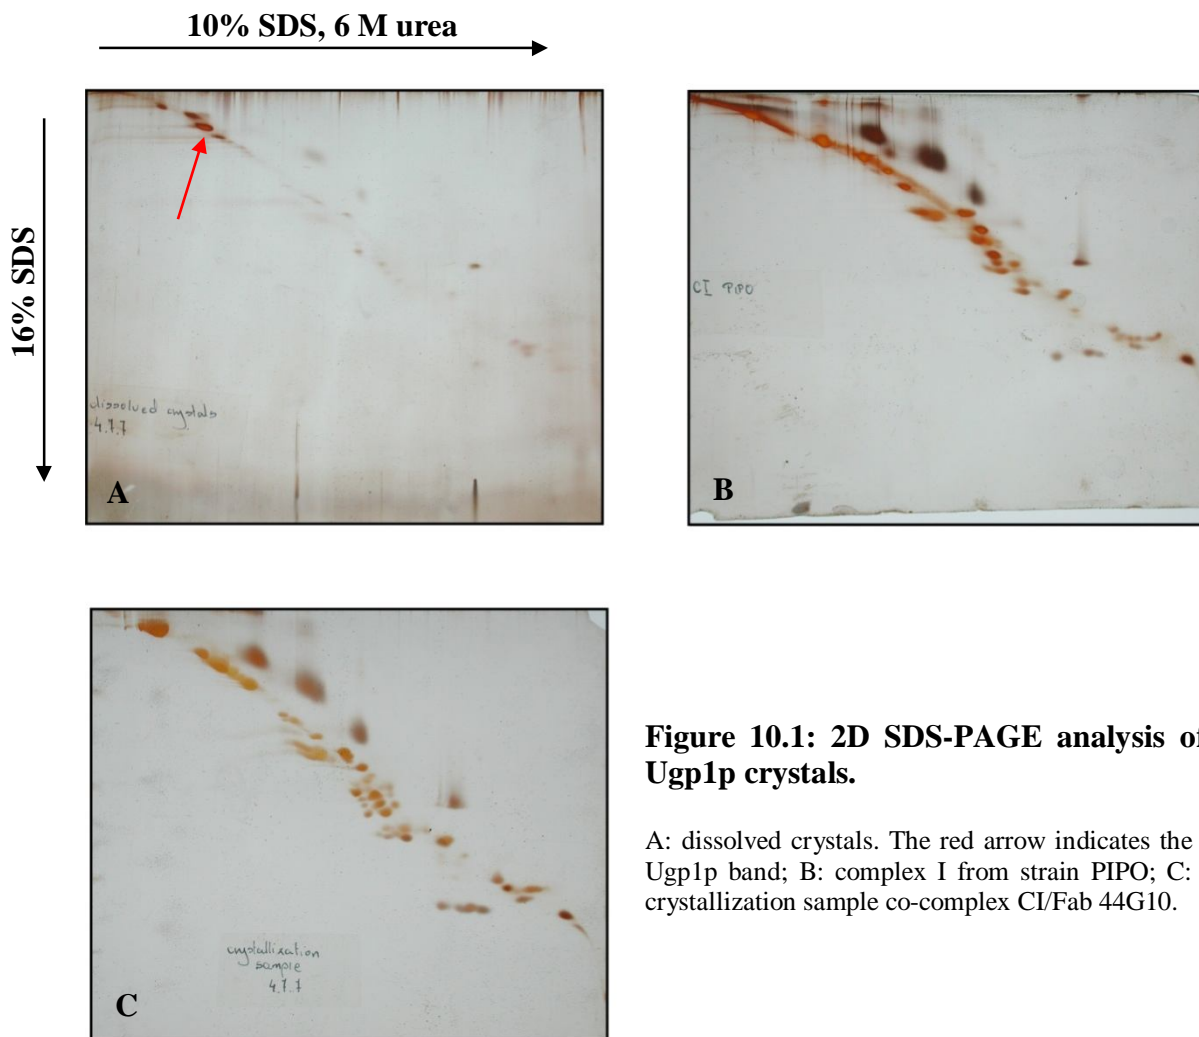 10% SDS, 6 M urea
16% SDS
dissolved crystals
4.7.7
A
CI PIPO
B
crystallisation
sample
4.7.7
C
Figure 10.1: 2D SDS-PAGE analysis of
Ugp1p crystals.
A: dissolved crystals. The red arrow indicates the
Ugp1p band; B: complex I from strain PIPO; C:
crystallization sample co-complex CI/Fab 44G10.